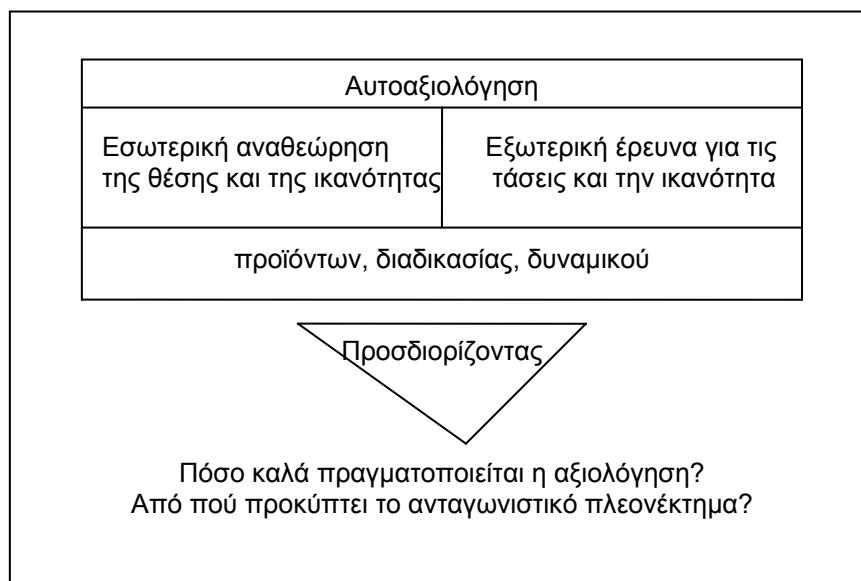 Αυτοαξιολόγηση
Εσωτερική αναθεώρηση
της θέσης και της ικανότητας
Εξωτερική έρευνα για τις
τάσεις και την ικανότητα
προϊόντων, διαδικασίας, δυναμικού
Προσδιορίζοντας
Πόσο καλά πραγματοποιείται η αξιολόγηση?
Από πού προκύπτει το ανταγωνιστικό πλεονέκτημα?